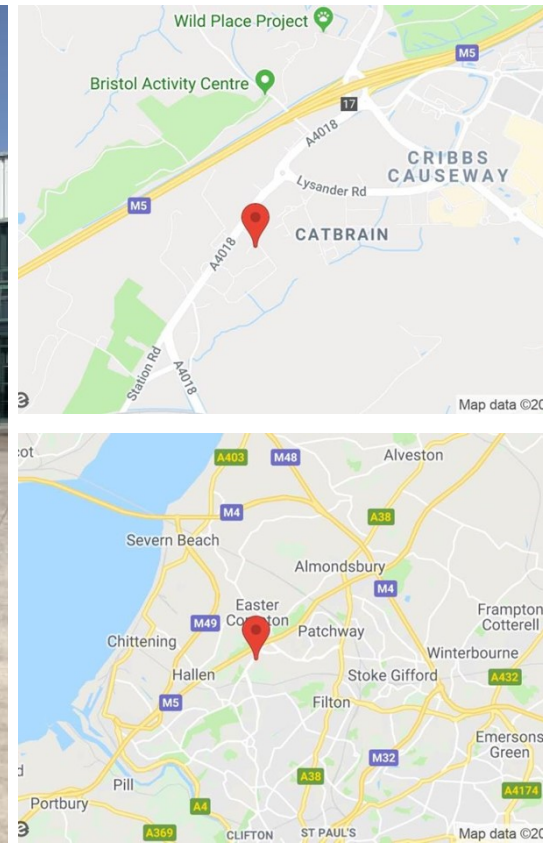 Wild Place Project
M5
Bristol Activity Centre
17
A4018
CRIBBS
CAUSEWAY
Lysander Rd
M5
CATBRAIN
A4018
Station Rd
A4018
Map data ©20
A403
M48
Alveston
M4
A38
Severn Beach
Almondsbury
M4
Easter
Frampton
Cotterell
M49
Patchway
Chittening
Winterbourne
Hallen
Stoke Gifford
A432
M5
Filton
Emersons
Green
M32
Pill
A38
A4174
Portbury
A4
A369
CLIFTON
ST PAUL'S
Map data ©20